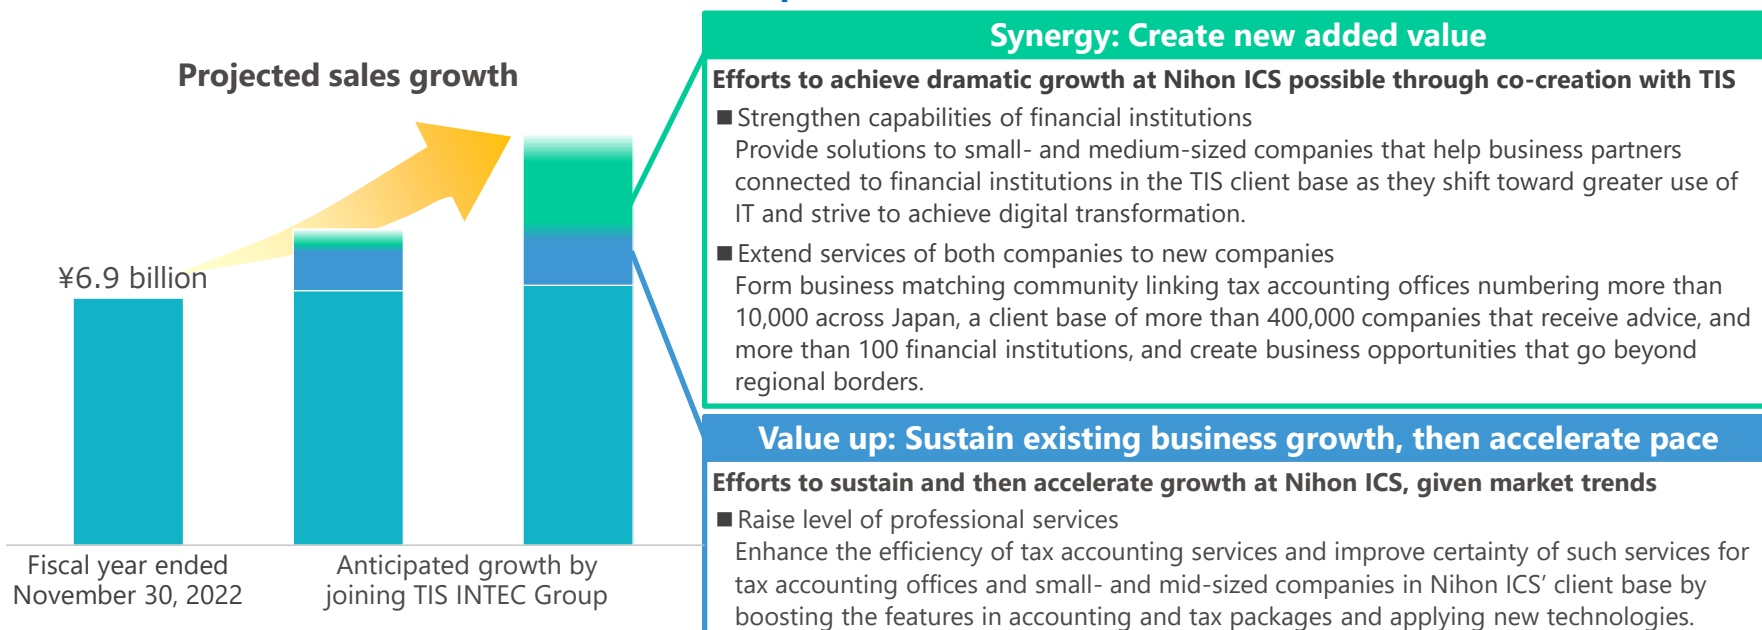 Projected sales growth
¥6.9 billion
Fiscal year ended
November 30, 2022
Anticipated growth by
joining TIS INTEC Group
Synergy: Create new added value
Efforts to achieve dramatic growth at Nihon ICS possible through co-creation with TIS
■ Strengthen capabilities of financial institutions
Provide solutions to small- and medium-sized companies that help business partners
connected to financial institutions in the TIS client base as they shift toward greater use of
IT and strive to achieve digital transformation.
■ Extend services of both companies to new companies
Form business matching community linking tax accounting offices numbering more than
10,000 across Japan, a client base of more than 400,000 companies that receive advice, and
more than 100 financial institutions, and create business opportunities that go beyond
regional borders.
Value up: Sustain existing business growth, then accelerate pace
Efforts to sustain and then accelerate growth at Nihon ICS, given market trends
■ Raise level of professional services
Enhance the efficiency of tax accounting services and improve certainty of such services for
tax accounting offices and small- and mid-sized companies in Nihon ICS’ client base by
boosting the features in accounting and tax packages and applying new technologies.